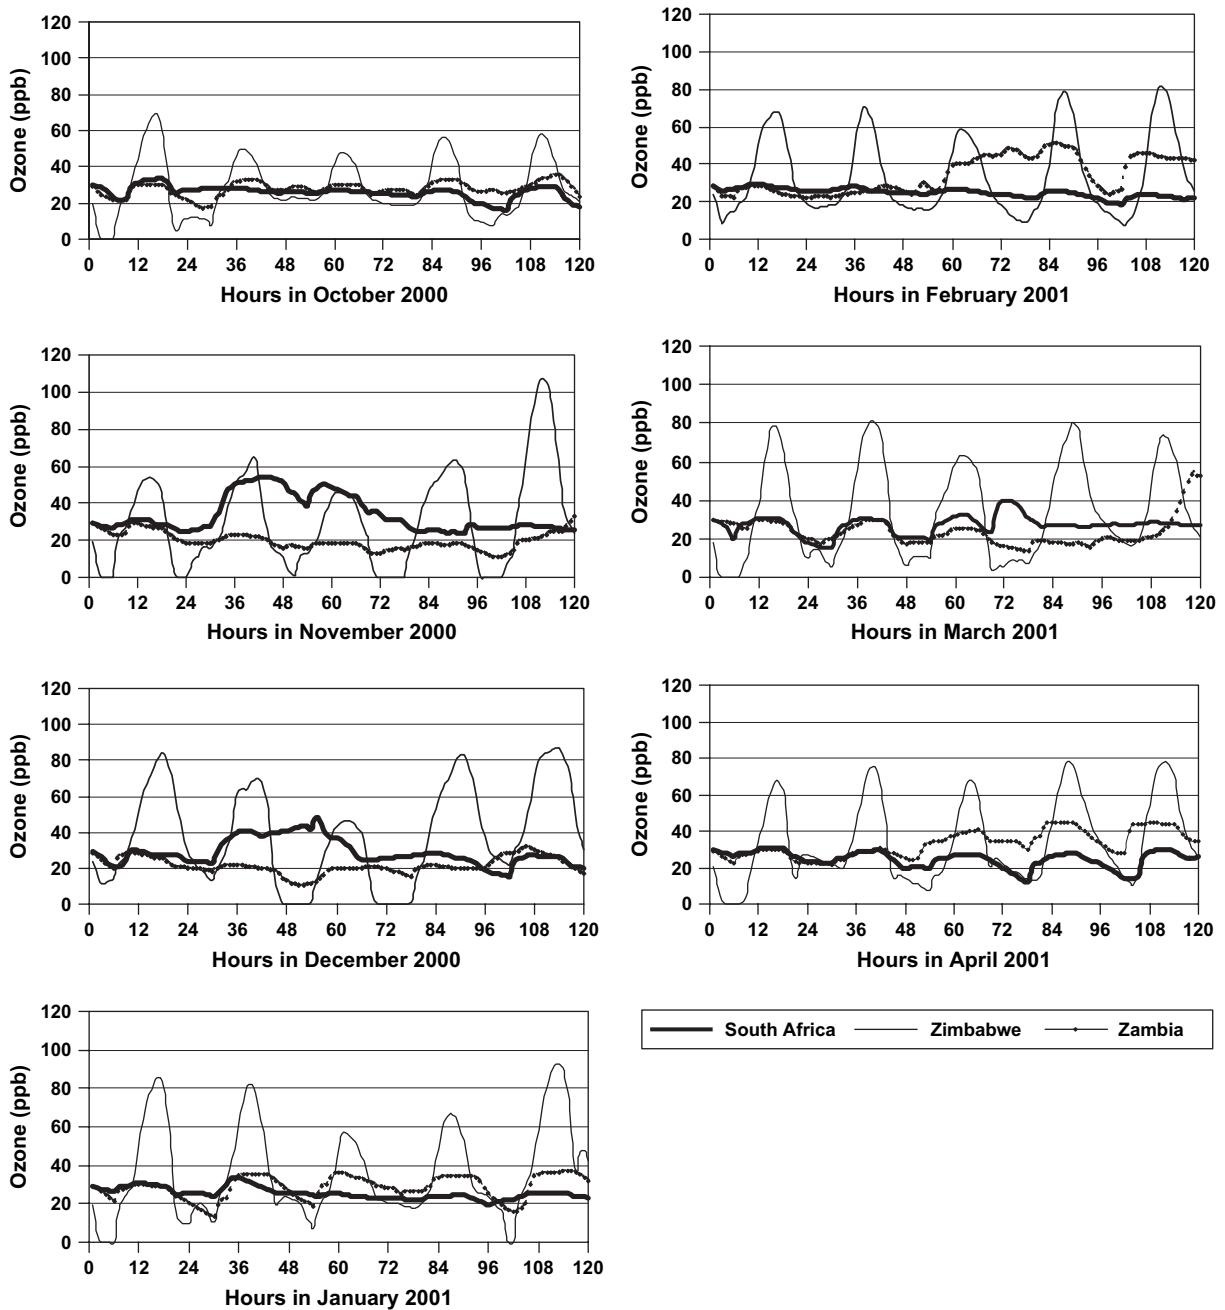 120
100
80
60
40
20
0
Ozone (ppb)
0 12 24 36 48 60 72 84 96 108 120
Hours in October 2000
120
100
80
60
40
20
0
Ozone (ppb)
0 12 24 36 48 60 72 84 96 108 120
Hours in February 2001
120
100
80
60
40
20
0
Ozone (ppb)
0 12 24 36 48 60 72 84 96 108 120
Hours in November 2000
120
100
80
60
40
20
0
Ozone (ppb)
0 12 24 36 48 60 72 84 96 108 120
Hours in March 2001
120
100
80
60
40
20
0
Ozone (ppb)
0 12 24 36 48 60 72 84 96 108 120
Hours in December 2000
120
100
80
60
40
20
0
Ozone (ppb)
0 12 24 36 48 60 72 84 96 108 120
Hours in April 2001
120
100
80
60
40
20
0
Ozone (ppb)
0 12 24 36 48 60 72 84 96 108 120
Hours in January 2001
South Africa Zimbabwe Zambia